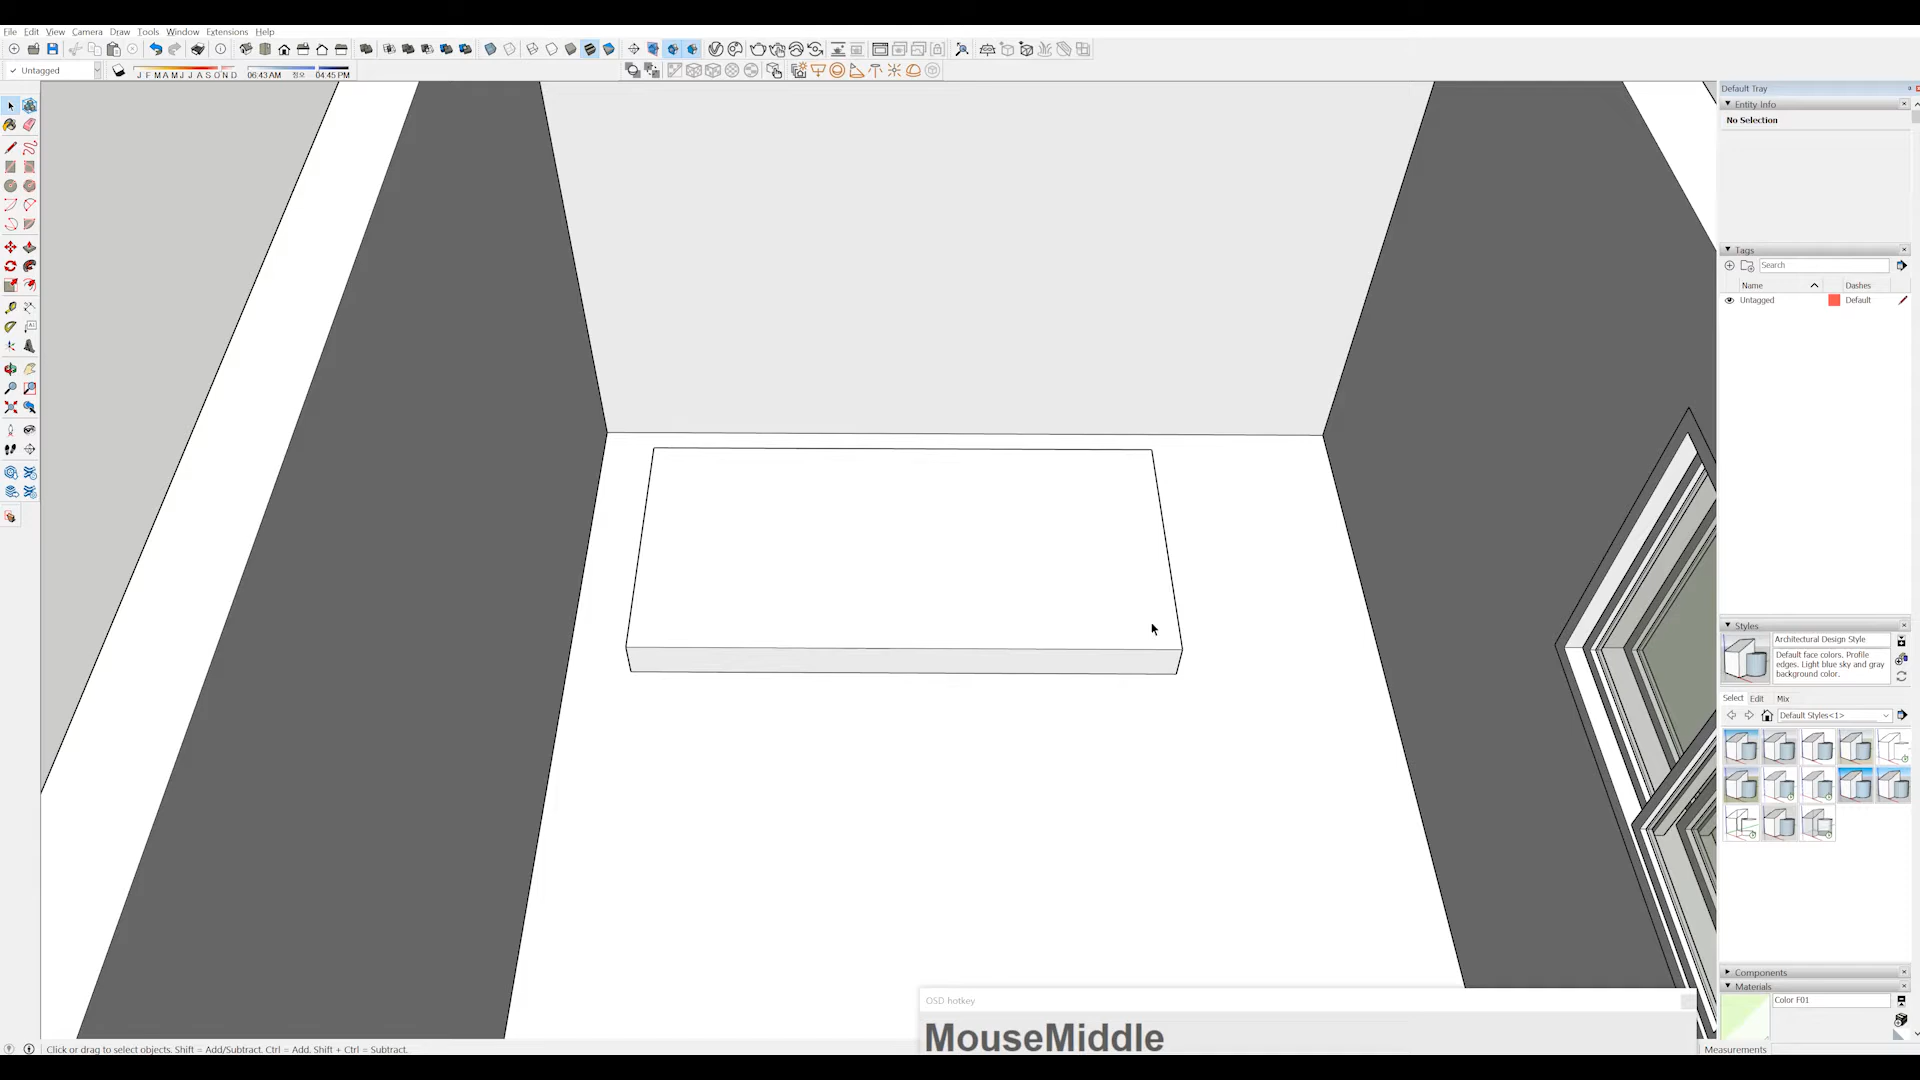 File Edit View Camera Draw Tools Window Extensions Help
Untagged
J F M A M J J A S O N D 06:43 AM 정오 04:45 PM
Default Tray
Entity Info
No Selection
Tags
Search
Name Dashes
Untagged Default
Styles
Architectural Design Style
Default face colors. Profile
edges. Light blue sky and gray
background color.
Select Edit Mix
Default Styles<1>
Components
Materials
Color F01
OSD hotkey
MouseMiddle
Click or drag to select objects. Shift = Add/Subtract. Ctrl = Add. Shift + Ctrl = Subtract.
Measurements